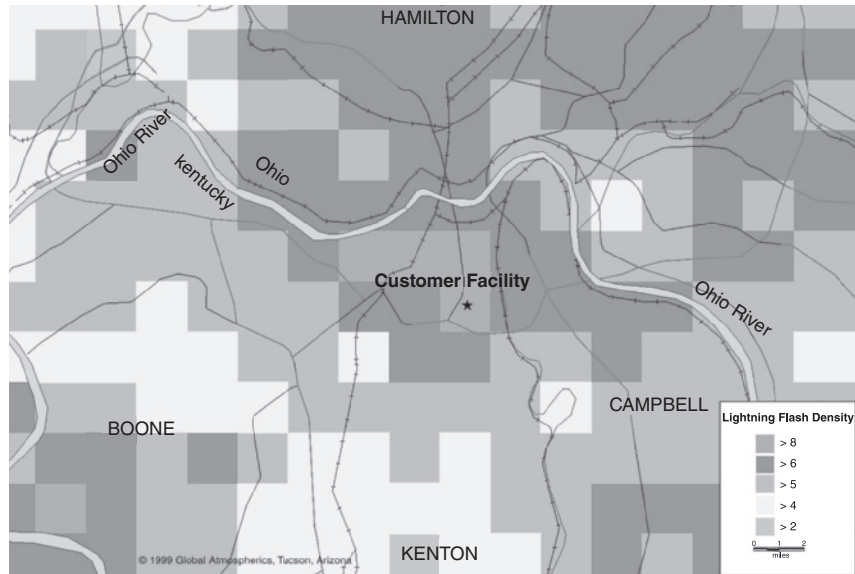 HAMILTON
Ohio River
kentucky
Ohio
Customer Facility
Ohio River
BOONE
CAMPBELL
KENTON
Lightning Flash Density
> 8
> 6
> 5
> 4
> 2
0 1 2
miles
© 1999 Global Atmospherics, Tucson, Arizona